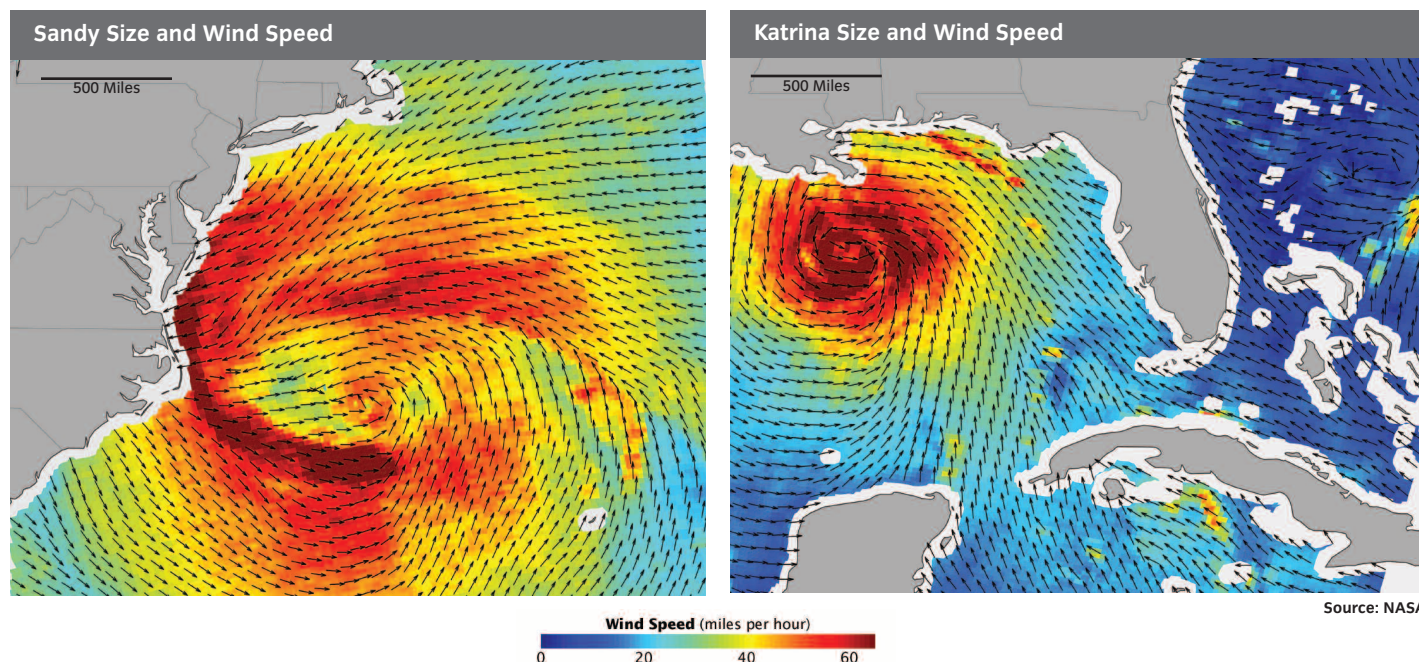 Sandy Size and Wind Speed
500 Miles
Katrina Size and Wind Speed
500 Miles
Source: NASA
Wind Speed (miles per hour)
0 20 40 60